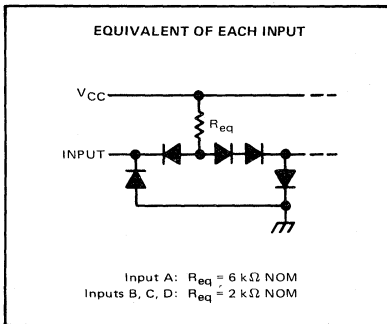 EQUIVALENT OF EACH INPUT
VCC
Req
INPUT
Input A: Req = 6 kΩ NOM
Inputs B, C, D: Req = 2 kΩ NOM